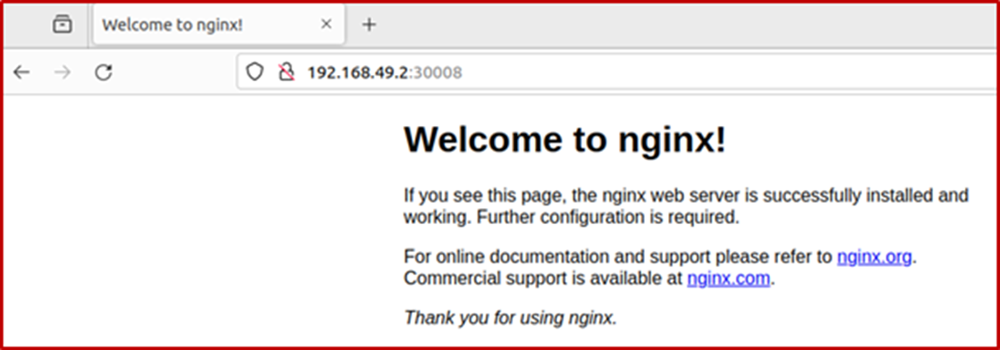 Welcome to nginx!
192.168.49.2:30008
Welcome to nginx!
If you see this page, the nginx web server is successfully installed and
working. Further configuration is required.
For online documentation and support please refer to nginx.org.
Commercial support is available at nginx.com.
Thank you for using nginx.